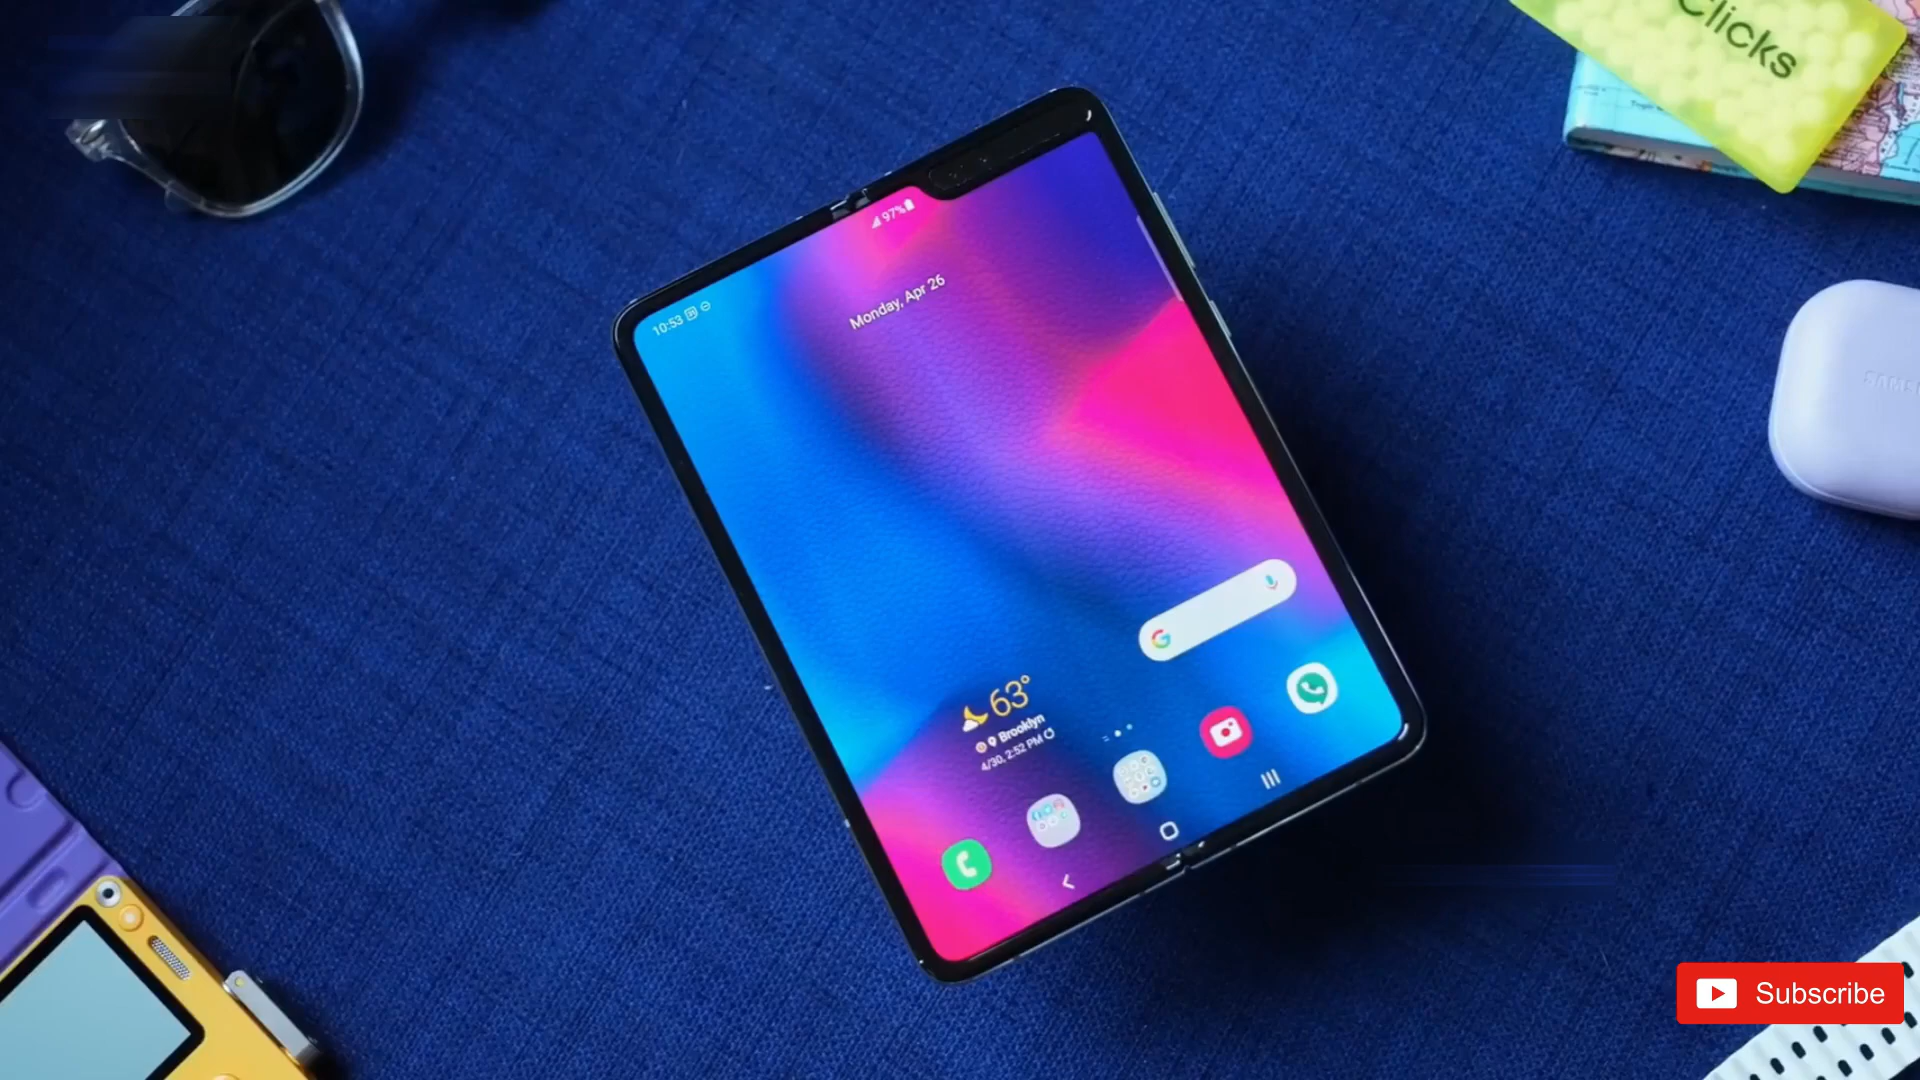 Clicks
97%
10:53
Monday, Apr 26
63°
Brooklyn
4/30, 2:52 PM
Subscribe